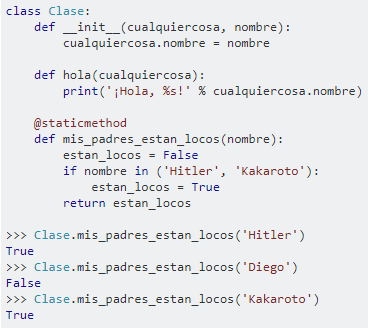 class Clase:
    def __init__(cualquiercosa, nombre):
        cualquiercosa.nombre = nombre

    def hola(cualquiercosa):
        print('¡Hola, %s!' % cualquiercosa.nombre)

    @staticmethod
    def mis_padres_estan_locos(nombre):
        estan_locos = False
        if nombre in ('Hitler', 'Kakaroto'):
            estan_locos = True
        return estan_locos

>>> Clase.mis_padres_estan_locos('Hitler')
True
>>> Clase.mis_padres_estan_locos('Diego')
False
>>> Clase.mis_padres_estan_locos('Kakaroto')
True